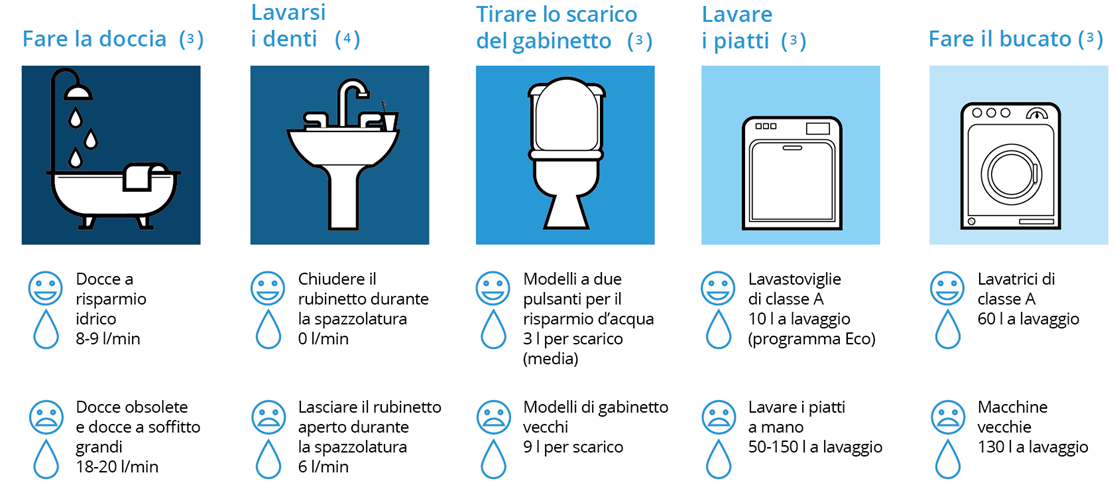 Fare la doccia (3)
Lavarsi
i denti (4)
Tirare lo scarico
del gabinetto (3)
Lavare
i piatti (3)
Fare il bucato (3)
Docce a
risparmio
idrico
8-9 l/min
Chiudere il
rubinetto durante
la spazzolatura
0 l/min
Modelli a due
pulsanti per il
risparmio d’acqua
3 l per scarico
(media)
Lavastoviglie
di classe A
10 l a lavaggio
(programma Eco)
Lavatrici di
classe A
60 l a lavaggio
Docce obsolete
e docce a soffitto
grandi
18-20 l/min
Lasciare il rubinetto
aperto durante
la spazzolatura
6 l/min
Modelli di gabinetto
vecchi
9 l per scarico
Lavare i piatti
a mano
50-150 l a lavaggio
Macchine
vecchie
130 l a lavaggio